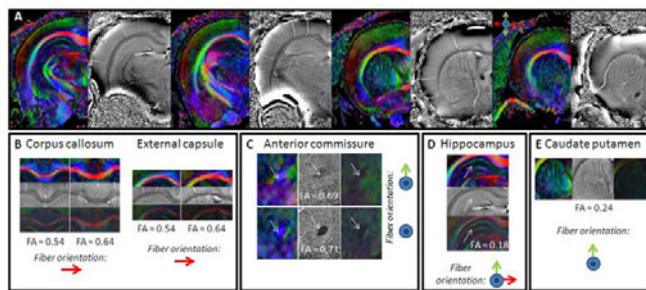 A
B Corpus callosum External capsule
FA = 0.54 FA = 0.64 FA = 0.54 FA = 0.64
Fiber orientation: Fiber orientation:
C Anterior commissure
FA = 0.69
FA = 0.71
Fiber orientation:
D Hippocampus
FA = 0.18
Fiber
orientation:
E Caudate putamen
FA = 0.24
Fiber orientation: